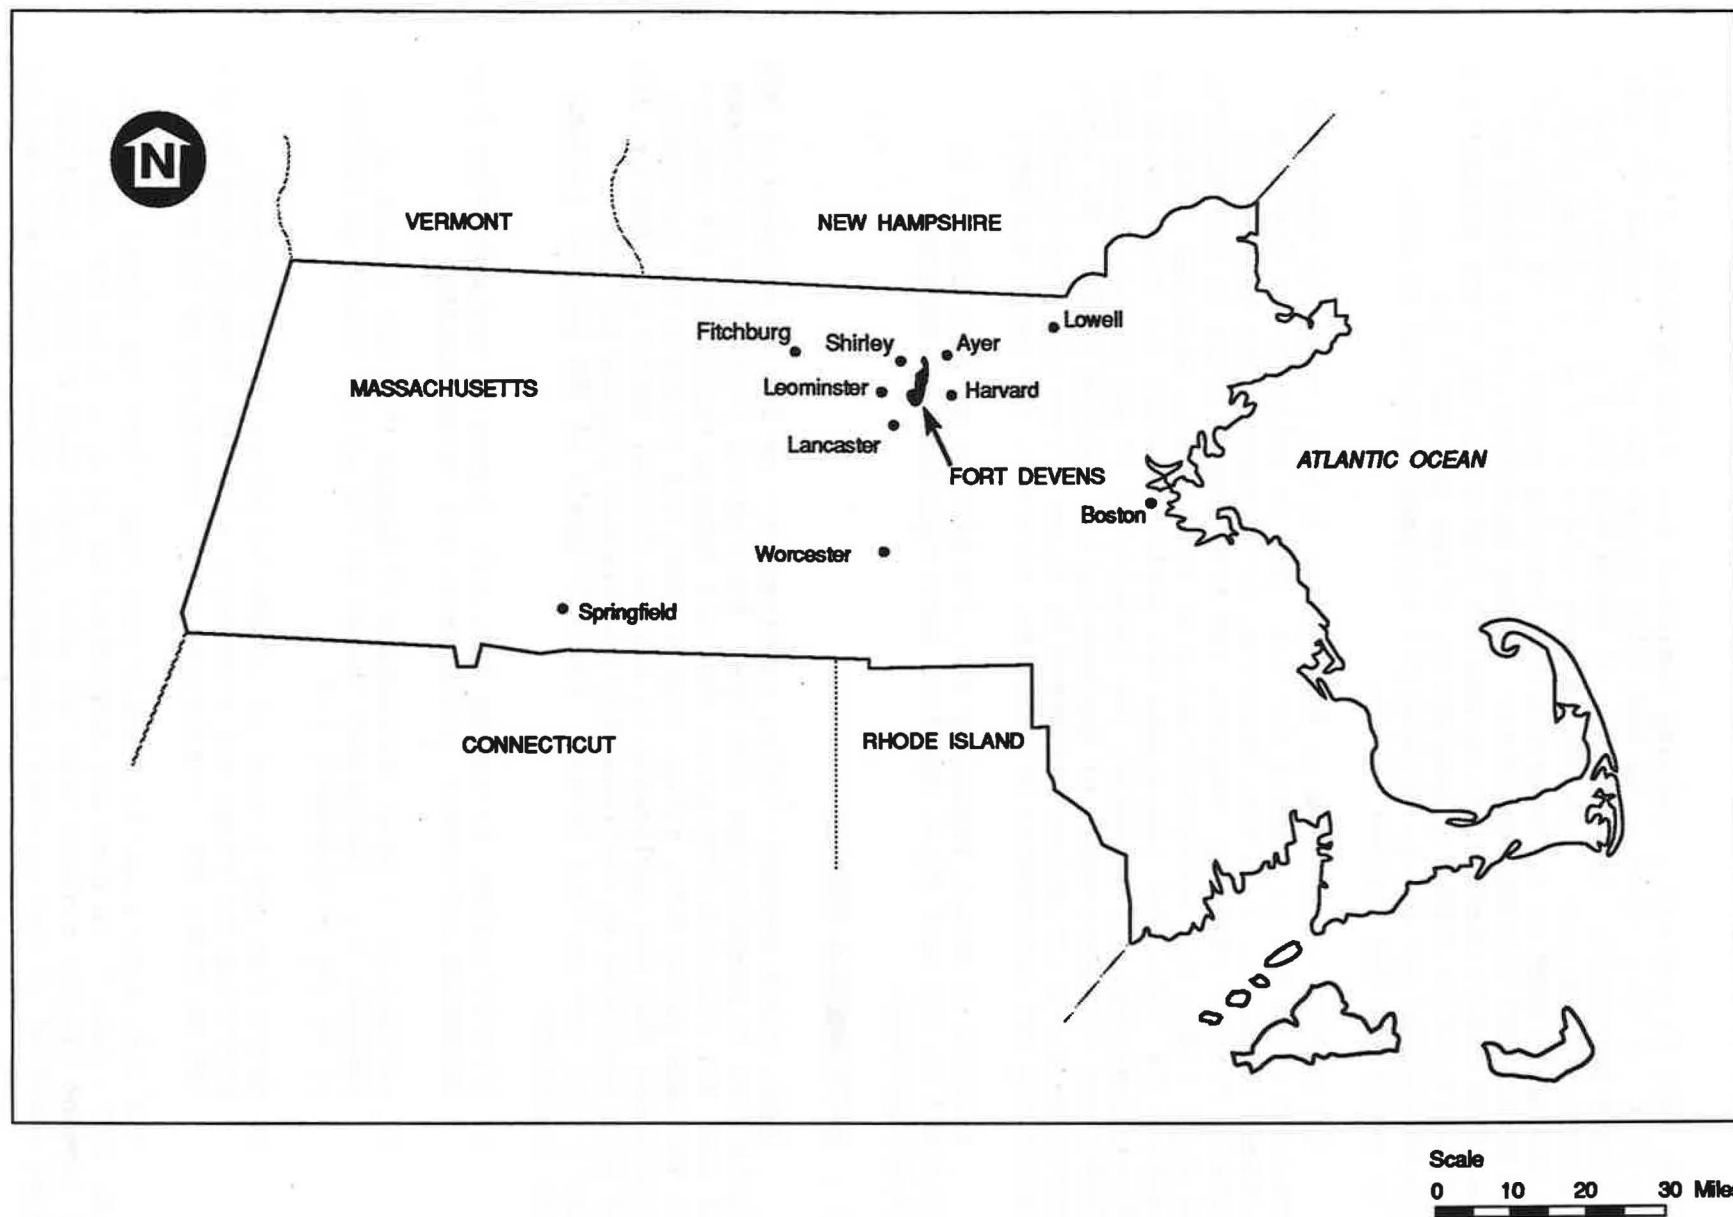 N
VERMONT
NEW HAMPSHIRE
Lowell
Fitchburg
Shirley
Ayer
MASSACHUSETTS
Leominster
Harvard
Lancaster
ATLANTIC OCEAN
FORT DEVENS
Boston
Worcester
Springfield
CONNECTICUT
RHODE ISLAND
Scale
0 10 20 30 Mile